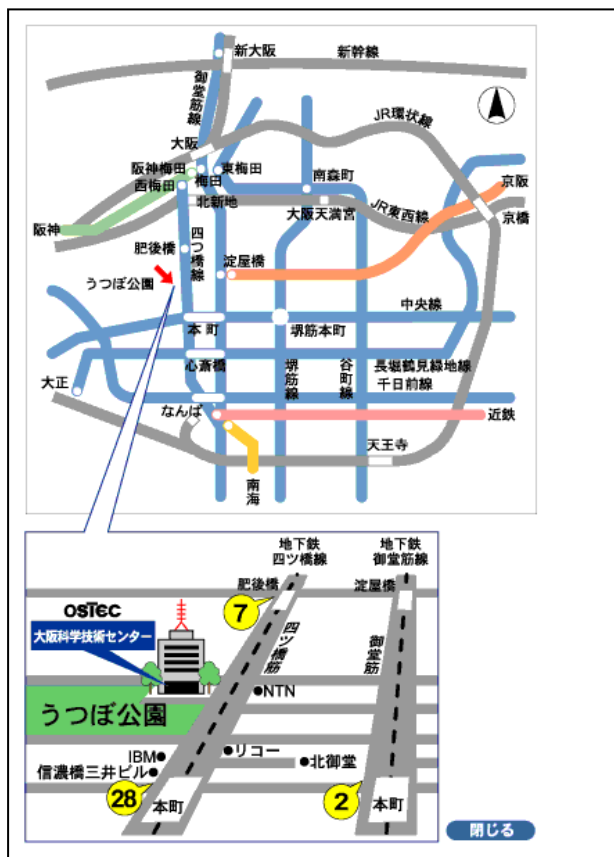 新大阪
新幹線
御堂筋線
JR環状線
大阪
阪神梅田
東梅田
梅田
西梅田
南森町
京阪
北新地
大阪天満宮
JR東西線
京橋
阪神
四つ橋線
肥後橋
淀屋橋
うつぼ公園
中央線
本町
堺筋本町
心斎橋
堺筋線
谷町線
長堀鶴見緑地線
千日前線
大正
なんば
近鉄
天王寺
南海
地下鉄
四ツ橋線
地下鉄
御堂筋線
肥後橋
淀屋橋
OSTEC
7
大阪科学技術センター
四ツ橋筋
御堂筋
NTN
うつぼ公園
リコー
IBM
北御堂
信濃橋三井ビル
28
本町
2
本町
閉じる